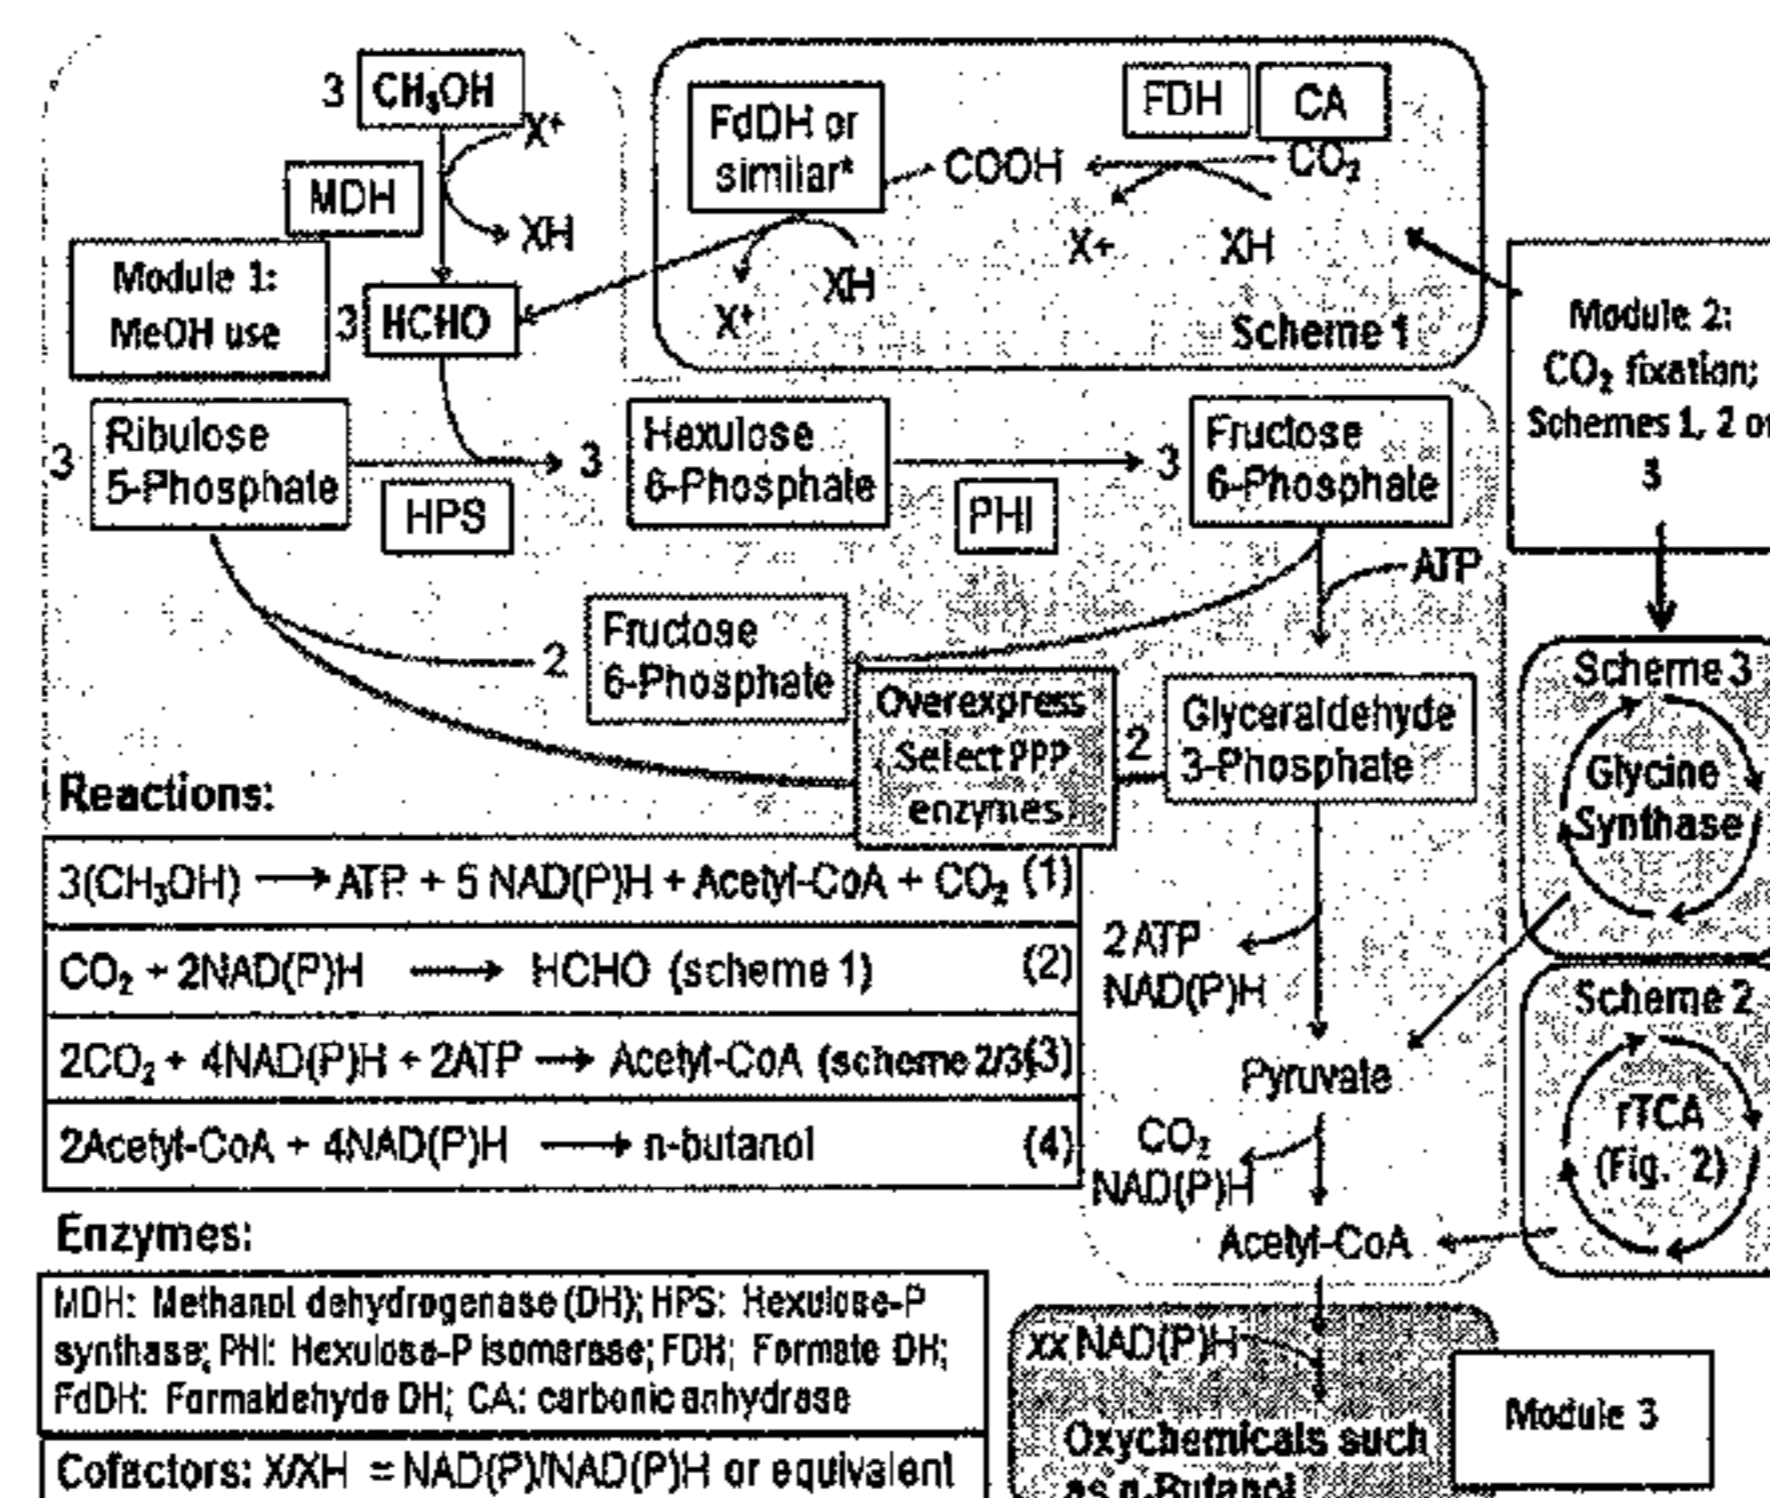 3 CH₃OH
X⁺
MDH
XH
Module 1:
MeOH use
3 HCHO
FdDH or
similar*
COOH
FDH
CA
CO₂
X+
XH
XH
X⁺
Scheme 1
Module 2:
CO₂ fixation;
Schemes 1, 2 or
3
3
Ribulose
5-Phosphate
HPS
3
Hexulose
6-Phosphate
PHI
3
Fructose
6-Phosphate
ATP
2
Fructose
6-Phosphate
Overexpress
Select PPP
enzymes
2
Glyceraldehyde
3-Phosphate
Scheme 3
Glycine
Synthase
2 ATP
NAD(P)H
Pyruvate
CO₂
NAD(P)H
Acetyl-CoA
Scheme 2
rTCA
(Fig. 2)
Reactions:
3(CH₃OH) → ATP + 5 NAD(P)H + Acetyl-CoA + CO₂ (1)
CO₂ + 2NAD(P)H → HCHO (scheme 1) (2)
2CO₂ + 4NAD(P)H + 2ATP → Acetyl-CoA (scheme 2/3)(3)
2Acetyl-CoA + 4NAD(P)H → n-butanol (4)
Enzymes:
MDH: Methanol dehydrogenase (DH); HPS: Hexulose-P
synthase; PHI: Hexulose-P isomerase; FDH; Formate DH;
FdDH: Formaldehyde DH; CA: carbonic anhydrase
Cofactors: X/XH = NAD(P)/NAD(P)H or equivalent
xx NAD(P)H
Oxychemicals such
as n-Butanol
Module 3